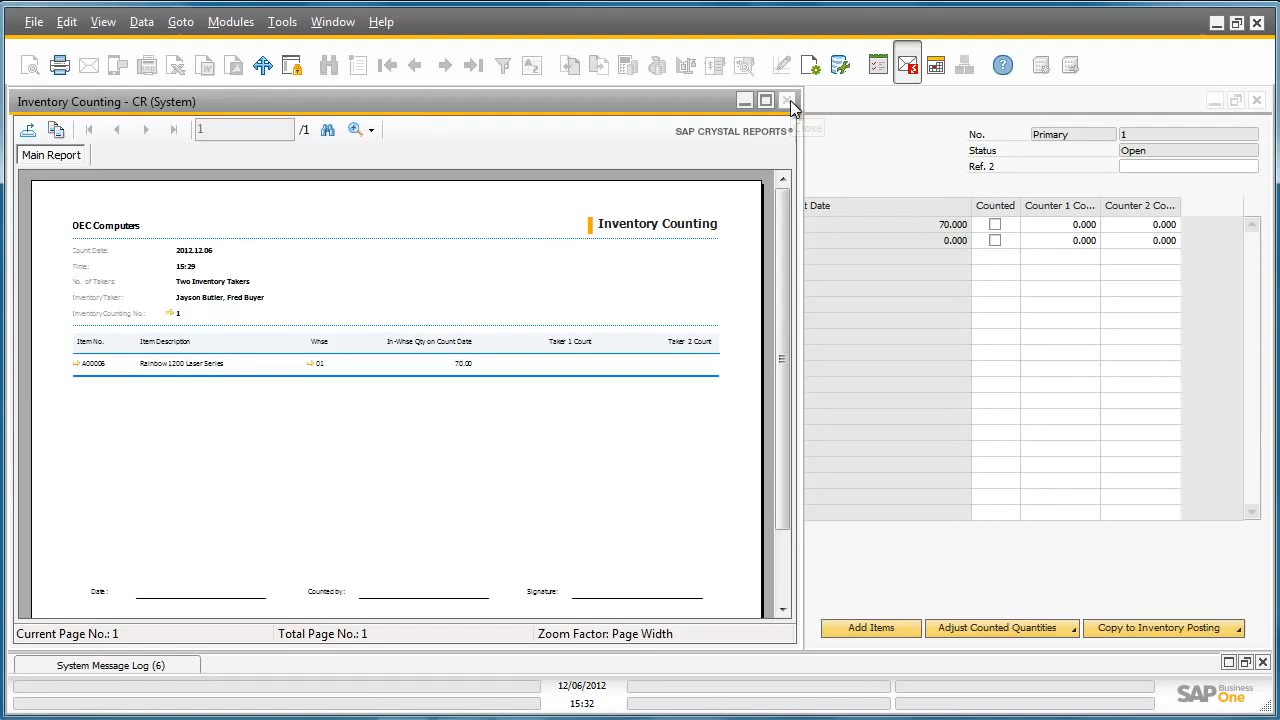 File Edit View Data Goto Modules Tools Window Help
Inventory Counting - CR (System)
1 /1 SAP CRYSTAL REPORTS®
Close
Main Report
No. Primary 1
Status Open
Ref. 2
OEC Computers Inventory Counting
Count Date: 2012.12.06
Time: 15:29
No. of Takers: Two Inventory Takers
Inventory Taker: Jayson Butler, Fred Buyer
Inventory Counting No.: 1
Item No. Item Description Whse In-Whse Qty on Count Date Taker 1 Count Taker 2 Count
A00006 Rainbow 1200 Laser Series 01 70.00
Date: Counted by: Signature:
t Date Counted Counter 1 Co... Counter 2 Co...
70.000 0.000 0.000
0.000 0.000 0.000
Add Items Adjust Counted Quantities Copy to Inventory Posting
Current Page No.: 1 Total Page No.: 1 Zoom Factor: Page Width
System Message Log (6)
12/06/2012
15:32
SAP Business One